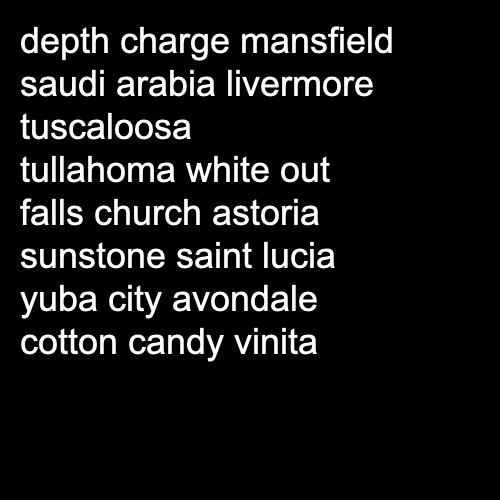 depth charge mansfield
saudi arabia livermore
tuscaloosa
tullahoma white out
falls church astoria
sunstone saint lucia
yuba city avondale
cotton candy vinita